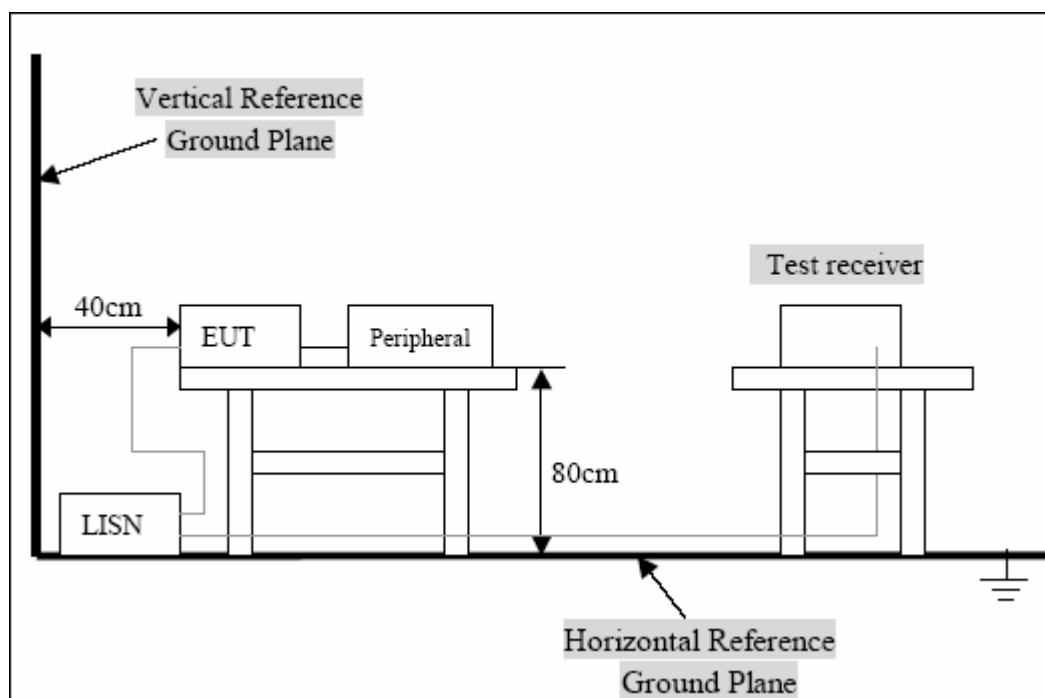 Vertical Reference
Ground Plane
Test receiver
40cm
EUT
Peripheral
80cm
LISN
Horizontal Reference
Ground Plane